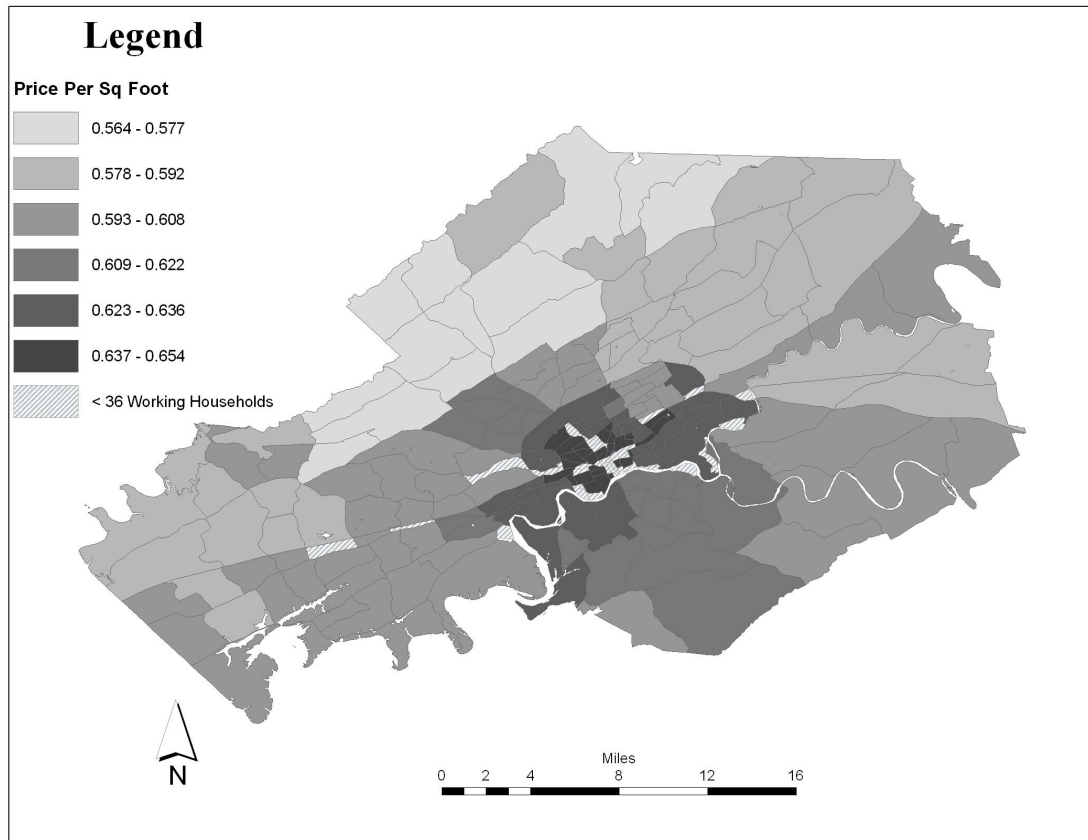 Legend
Price Per Sq Foot
0.564 - 0.577
0.578 - 0.592
0.593 - 0.608
0.609 - 0.622
0.623 - 0.636
0.637 - 0.654
< 36 Working Households
N
Miles
0 2 4 8 12 16